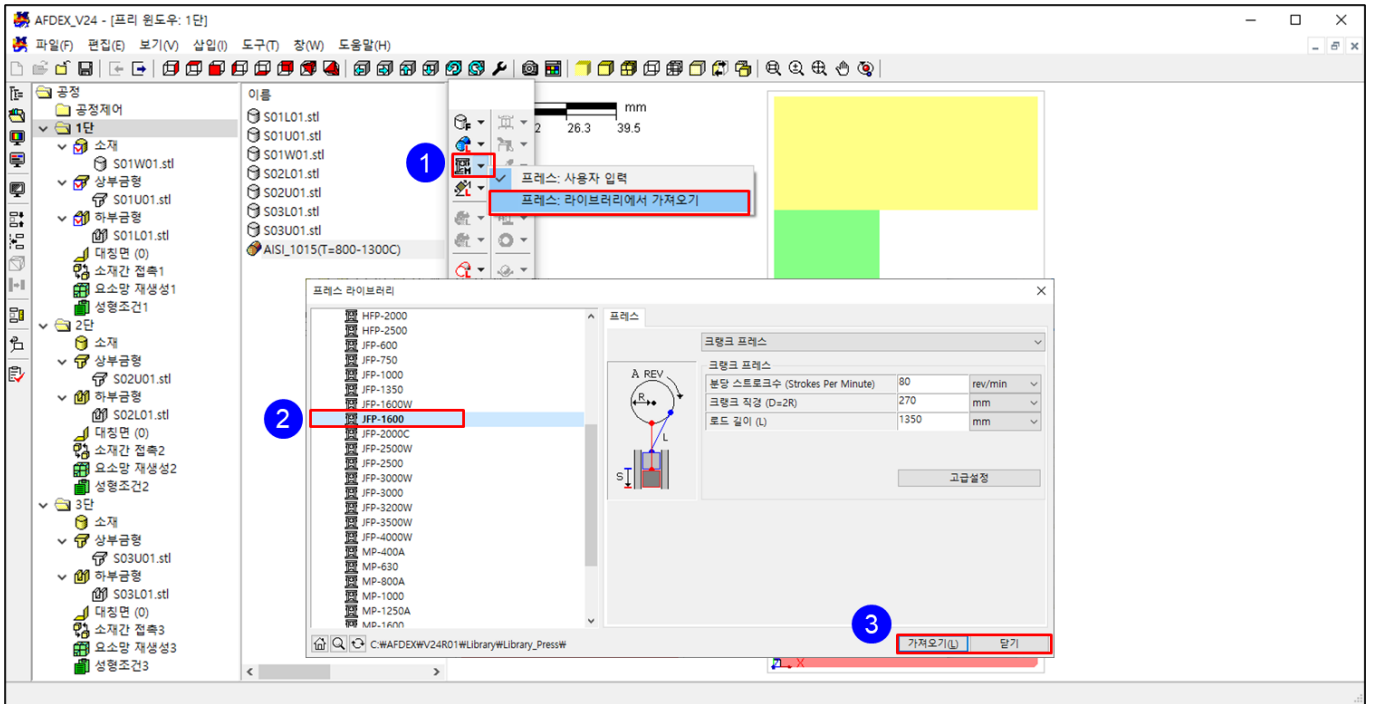 AFDEX_V24 - [프리 윈도우: 1단]
파일(F) 편집(E) 보기(V) 삽입(I) 도구(T) 창(W) 도움말(H)
공정
공정제어
1단
소재
S01W01.stl
상부금형
S01U01.stl
하부금형
S01L01.stl
대칭면 (0)
소재간 접촉1
요소망 재생성1
성형조건1
2단
소재
상부금형
S02U01.stl
하부금형
S02L01.stl
대칭면 (0)
소재간 접촉2
요소망 재생성2
성형조건2
3단
소재
상부금형
S03U01.stl
하부금형
S03L01.stl
대칭면 (0)
소재간 접촉3
요소망 재생성3
성형조건3
이름
S01L01.stl
S01U01.stl
S01W01.stl
S02L01.stl
S02U01.stl
S03L01.stl
S03U01.stl
AISI_1015(T=800-1300C)
mm
2 26.3 39.5
1
프레스: 사용자 입력
프레스: 라이브러리에서 가져오기
프레스 라이브러리
HFP-2000
HFP-2500
JFP-600
JFP-750
JFP-1000
JFP-1350
JFP-1600W
2
JFP-1600
JFP-2000C
JFP-2500W
JFP-2500
JFP-3000W
JFP-3000
JFP-3200W
JFP-3500W
JFP-4000W
MP-400A
MP-630
MP-800A
MP-1000
MP-1250A
MP-1600
C:₩AFDEX₩V24R01₩Library₩Library_Press₩
프레스
크랭크 프레스
A REV
R
L
S
크랭크 프레스
분당 스트로크수 (Strokes Per Minute) 80 rev/min
크랭크 직경 (D=2R) 270 mm
로드 길이 (L) 1350 mm
고급설정
3
가져오기(L) 닫기
Z X